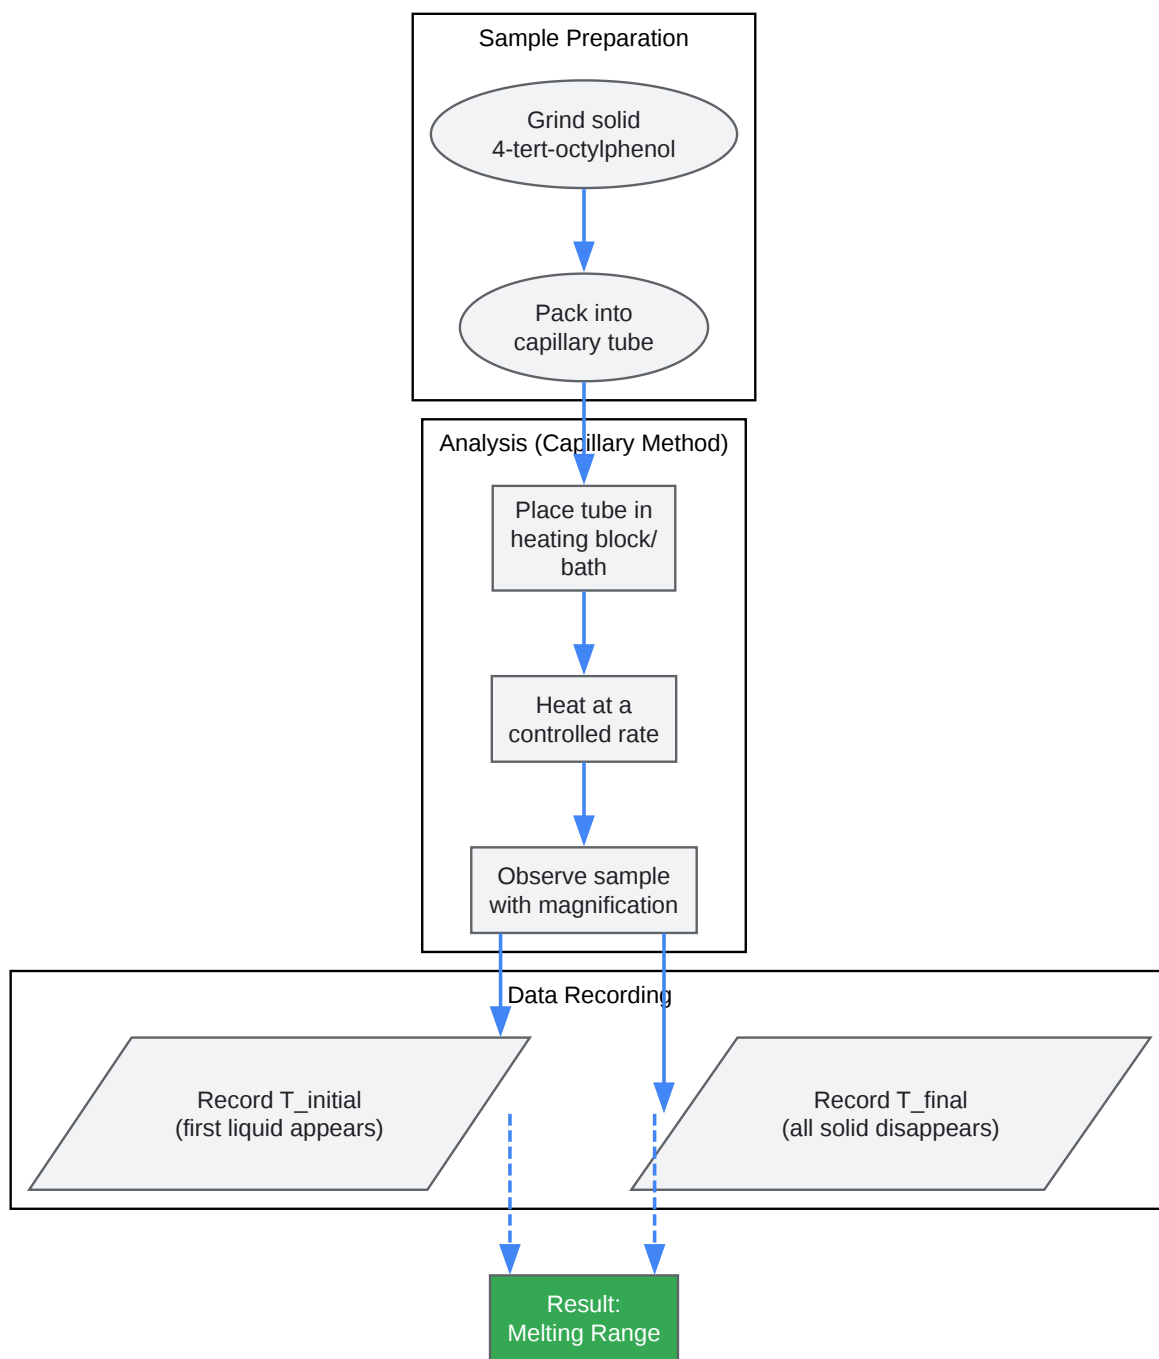 Sample Preparation
Grind solid
4-tert-octylphenol
Pack into
capillary tube
Analysis (Capillary Method)
Place tube in
heating block/
bath
Heat at a
controlled rate
Observe sample
with magnification
Data Recording
Record T_initial
(first liquid appears)
Record T_final
(all solid disappears)
Result:
Melting Range